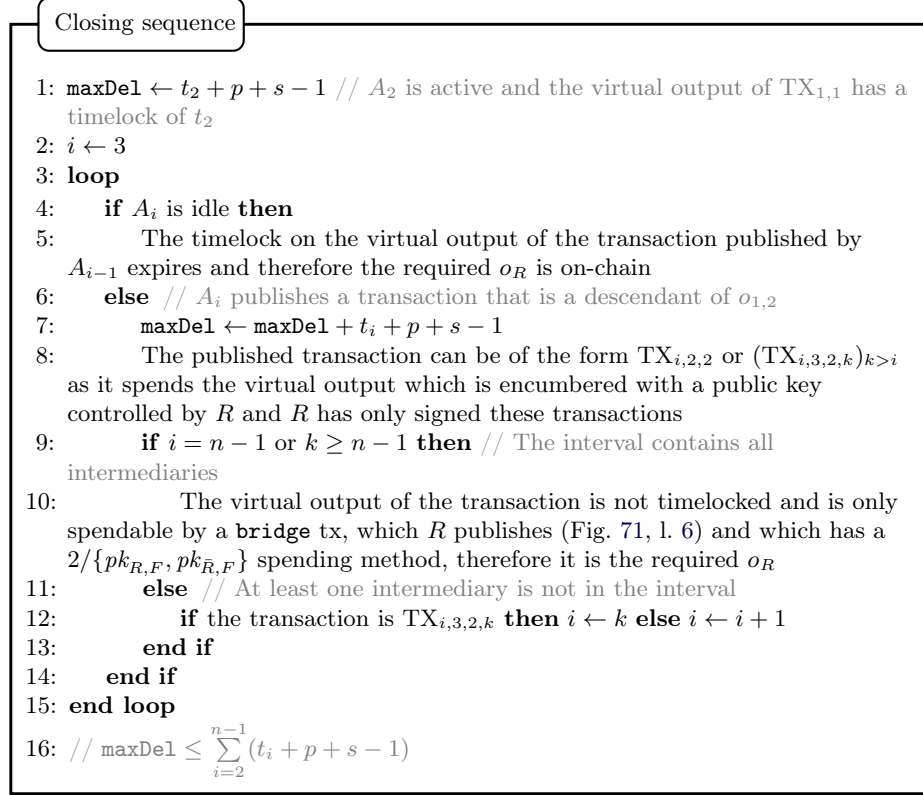 Closing sequence
1: maxDel ← t₂ + p + s − 1 // A₂ is active and the virtual output of TX₁,₁ has a
timelock of t₂
2: i ← 3
3: loop
4: if Aᵢ is idle then
5: The timelock on the virtual output of the transaction published by
Aᵢ₋₁ expires and therefore the required o_R is on-chain
6: else // Aᵢ publishes a transaction that is a descendant of o₁,₂
7: maxDel ← maxDel + tᵢ + p + s − 1
8: The published transaction can be of the form TX_{i,2,2} or (TX_{i,3,2,k})_{k>i}
as it spends the virtual output which is encumbered with a public key
controlled by R and R has only signed these transactions
9: if i = n − 1 or k ≥ n − 1 then // The interval contains all
intermediaries
10: The virtual output of the transaction is not timelocked and is only
spendable by a bridge tx, which R publishes (Fig. 71, l. 6) and which has a
2/{pk_{R,F}, pk_{R̄,F}} spending method, therefore it is the required o_R
11: else // At least one intermediary is not in the interval
12: if the transaction is TX_{i,3,2,k} then i ← k else i ← i + 1
13: end if
14: end if
15: end loop
16: // maxDel ≤ ∑_{i=2}^{n−1} (tᵢ + p + s − 1)